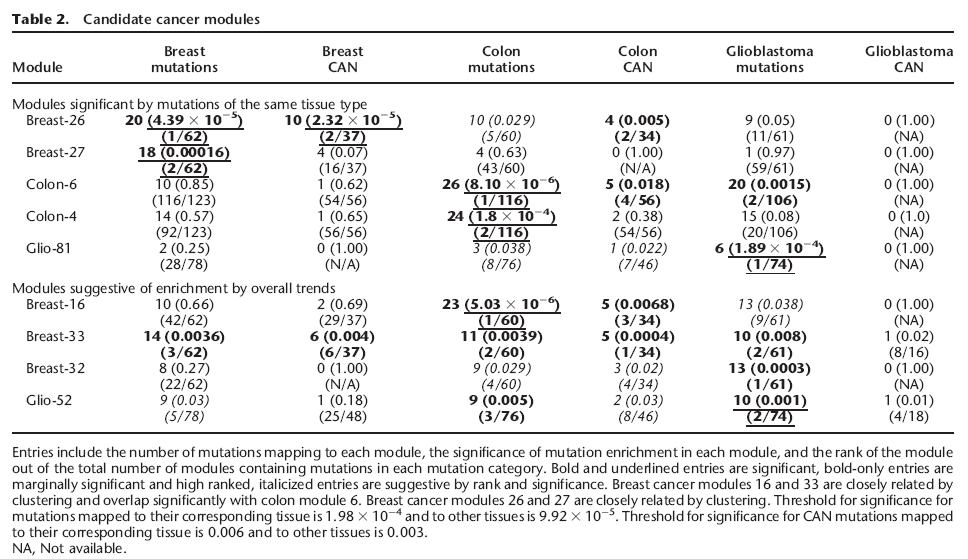 Table 2. Candidate cancer modules
Module Breast mutations Breast CAN Colon mutations Colon CAN Glioblastoma mutations Glioblastoma CAN
Modules significant by mutations of the same tissue type
Breast-26 20 (4.39 × 10⁻⁵) 10 (2.32 × 10⁻⁵) 10 (0.029) 4 (0.005) 9 (0.05) 0 (1.00)
(1/62) (2/37) (5/60) (2/34) (11/61) (NA)
Breast-27 18 (0.00016) 4 (0.07) 4 (0.63) 0 (1.00) 1 (0.97) 0 (1.00)
(2/62) (16/37) (43/60) (N/A) (59/61) (NA)
Colon-6 10 (0.85) 1 (0.62) 26 (8.10 × 10⁻⁶) 5 (0.018) 20 (0.0015) 0 (1.00)
(116/123) (54/56) (1/116) (4/56) (2/106) (NA)
Colon-4 14 (0.57) 1 (0.65) 24 (1.8 × 10⁻⁴) 2 (0.38) 15 (0.08) 0 (1.0)
(92/123) (56/56) (2/116) (54/56) (20/106) (NA)
Glio-81 2 (0.25) 0 (1.00) 3 (0.038) 1 (0.022) 6 (1.89 × 10⁻⁴) 0 (1.00)
(28/78) (N/A) (8/76) (7/46) (1/74) (NA)
Modules suggestive of enrichment by overall trends
Breast-16 10 (0.66) 2 (0.69) 23 (5.03 × 10⁻⁶) 5 (0.0068) 13 (0.038) 0 (1.00)
(42/62) (29/37) (1/60) (3/34) (9/61) (NA)
Breast-33 14 (0.0036) 6 (0.004) 11 (0.0039) 5 (0.0004) 10 (0.008) 1 (0.02)
(3/62) (6/37) (2/60) (1/34) (2/61) (8/16)
Breast-32 8 (0.27) 0 (1.00) 9 (0.029) 3 (0.02) 13 (0.0003) 0 (1.00)
(22/62) (N/A) (4/60) (4/34) (1/61) (NA)
Glio-52 9 (0.03) 1 (0.18) 9 (0.005) 2 (0.03) 10 (0.001) 1 (0.01)
(5/78) (25/48) (3/76) (8/46) (2/74) (4/18)
Entries include the number of mutations mapping to each module, the significance of mutation enrichment in each module, and the rank of the module
out of the total number of modules containing mutations in each mutation category. Bold and underlined entries are significant, bold-only entries are
marginally significant and high ranked, italicized entries are suggestive by rank and significance. Breast cancer modules 16 and 33 are closely related by
clustering and overlap significantly with colon module 6. Breast cancer modules 26 and 27 are closely related by clustering. Threshold for significance for
mutations mapped to their corresponding tissue is 1.98 × 10⁻⁴ and to other tissues is 9.92 × 10⁻⁵. Threshold for significance for CAN mutations mapped
to their corresponding tissue is 0.006 and to other tissues is 0.003.
NA, Not available.